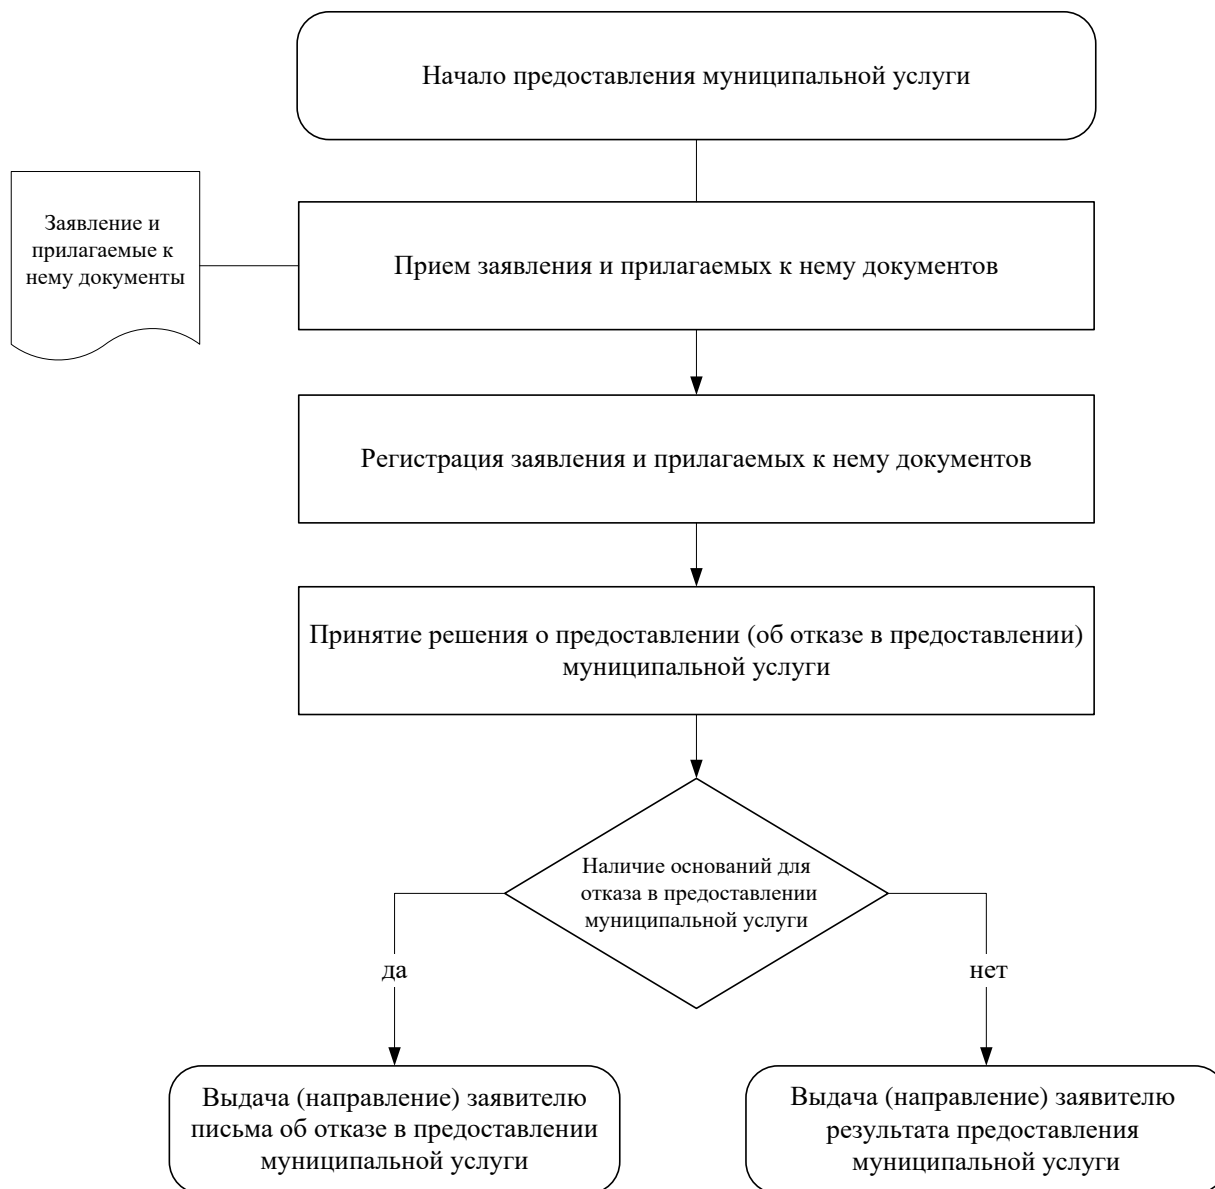 Начало предоставления муниципальной услуги
Заявление и
прилагаемые к
нему документы
Прием заявления и прилагаемых к нему документов
Регистрация заявления и прилагаемых к нему документов
Принятие решения о предоставлении (об отказе в предоставлении)
муниципальной услуги
Наличие оснований для
отказа в предоставлении
муниципальной услуги
да
нет
Выдача (направление) заявителю
письма об отказе в предоставлении
муниципальной услуги
Выдача (направление) заявителю
результата предоставления
муниципальной услуги